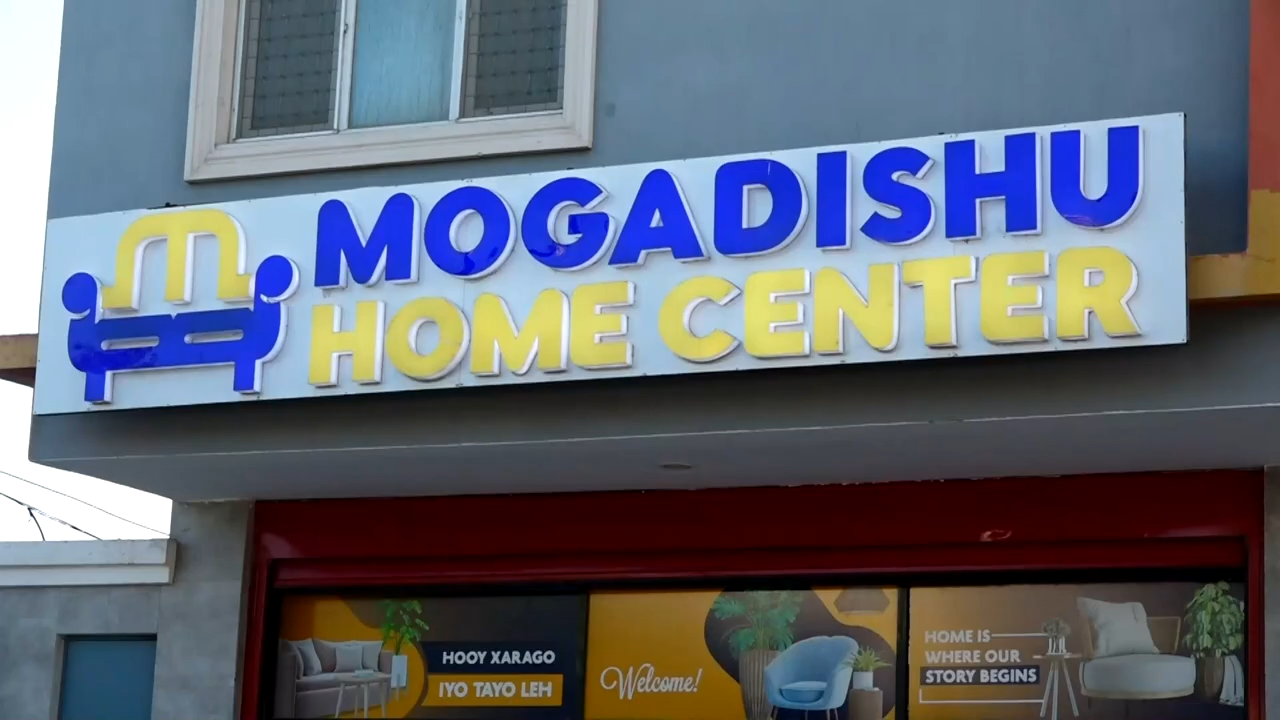 MOGADISHU
HOME CENTER
HOOY XARAGO
IYO TAYO LEH
Welcome!
HOME IS
WHERE OUR
STORY BEGINS